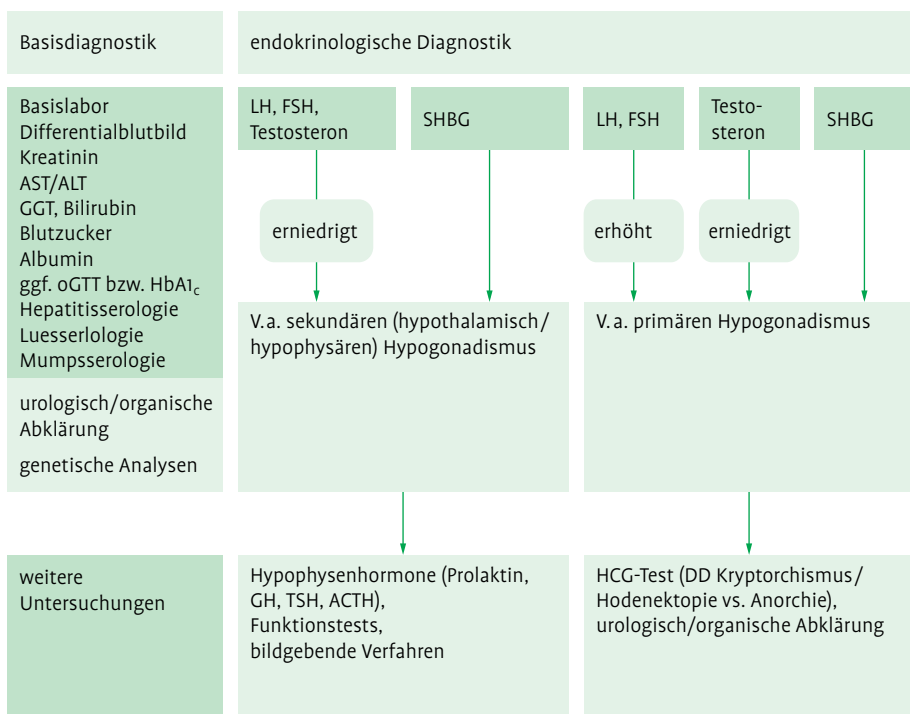 Basisdiagnostik
endokrinologische Diagnostik
Basislabor
Differentialblutbild
Kreatinin
AST/ALT
GGT, Bilirubin
Blutzucker
Albumin
ggf. oGTT bzw. HbA1c
Hepatitisserologie
Luesserlologie
Mumpsserologie
urologisch/organische
Abklärung
genetische Analysen
LH, FSH,
Testosteron
SHBG
erniedrigt
V.a. sekundären (hypothalamisch/
hypophysären) Hypogonadismus
LH, FSH
Testo-
steron
SHBG
erhöht
erniedrigt
V.a. primären Hypogonadismus
weitere
Untersuchungen
Hypophysenhormone (Prolaktin,
GH, TSH, ACTH),
Funktionstests,
bildgebende Verfahren
HCG-Test (DD Kryptorchismus/
Hodenektopie vs. Anorchie),
urologisch/organische Abklärung